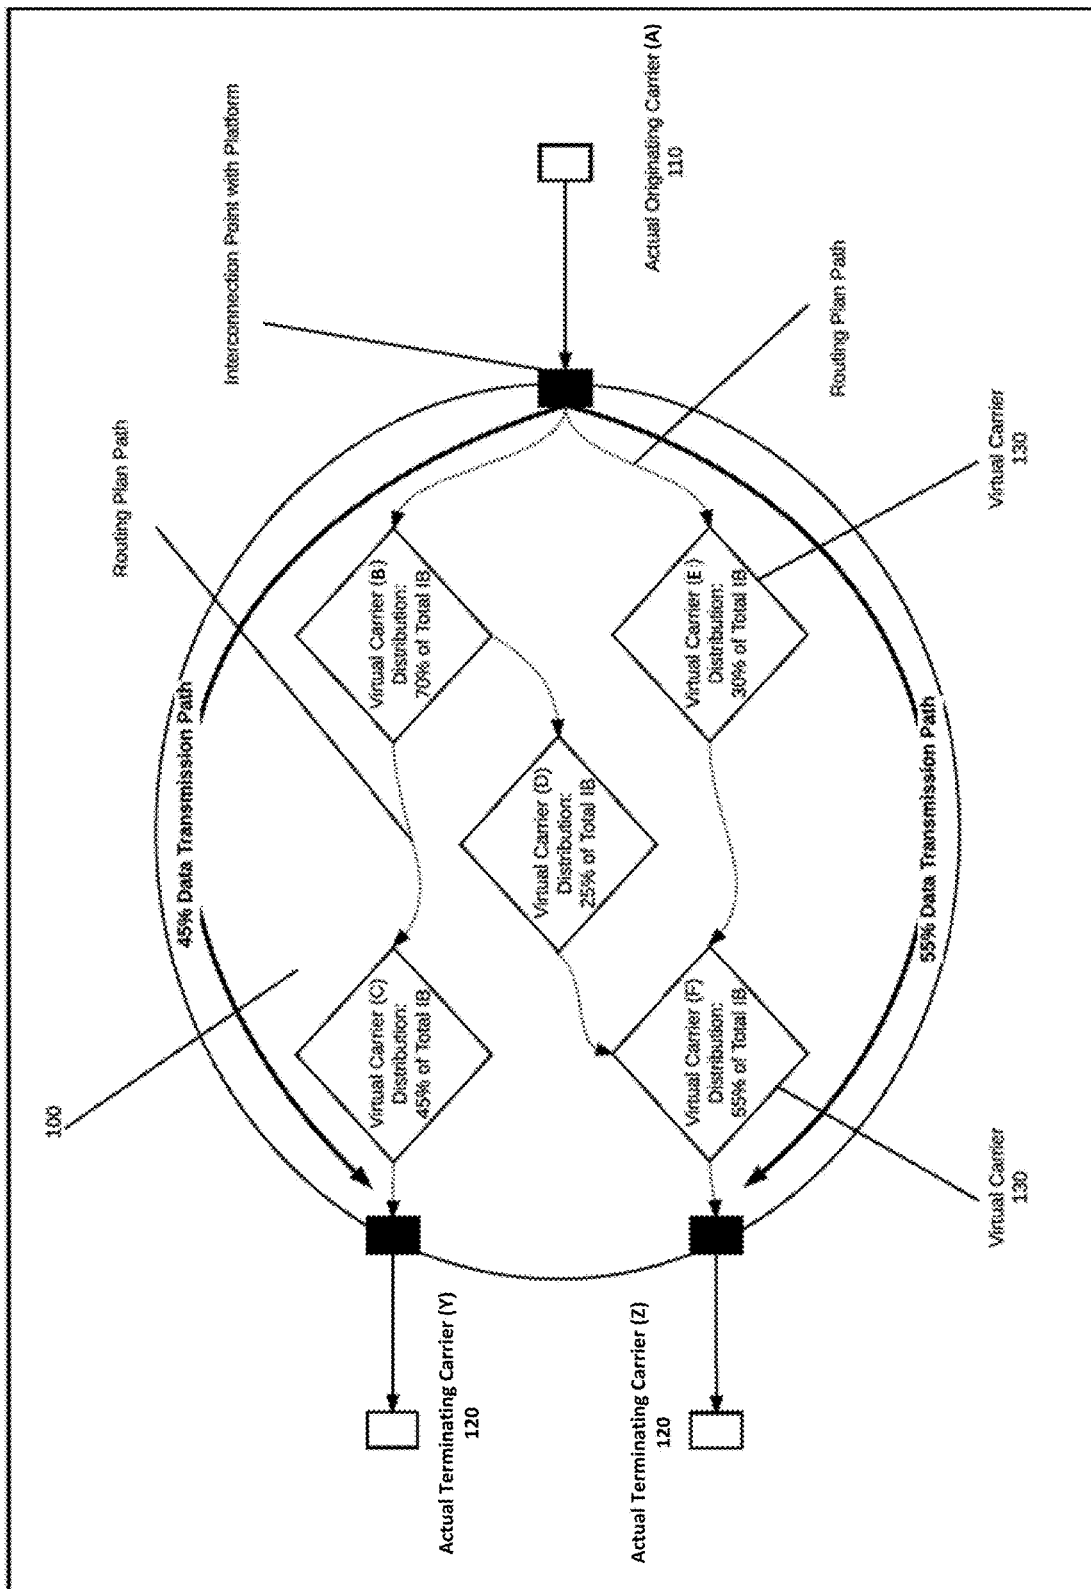 Actual Originating Carrier (A)
110
Interconnection Point with Platform
Routing Plan Path
Routing Plan Path
Virtual Carrier
130
45% Data Transmission Path
Virtual Carrier (B)
Distribution:
70% of Total IB
Virtual Carrier (E)
Distribution:
30% of Total IB
Virtual Carrier (D)
Distribution:
25% of Total IB
55% Data Transmission Path
Virtual Carrier (C)
Distribution:
45% of Total IB
Virtual Carrier (F)
Distribution:
55% of Total IB
100
Virtual Carrier
130
Actual Terminating Carrier (Y)
120
Actual Terminating Carrier (Z)
120